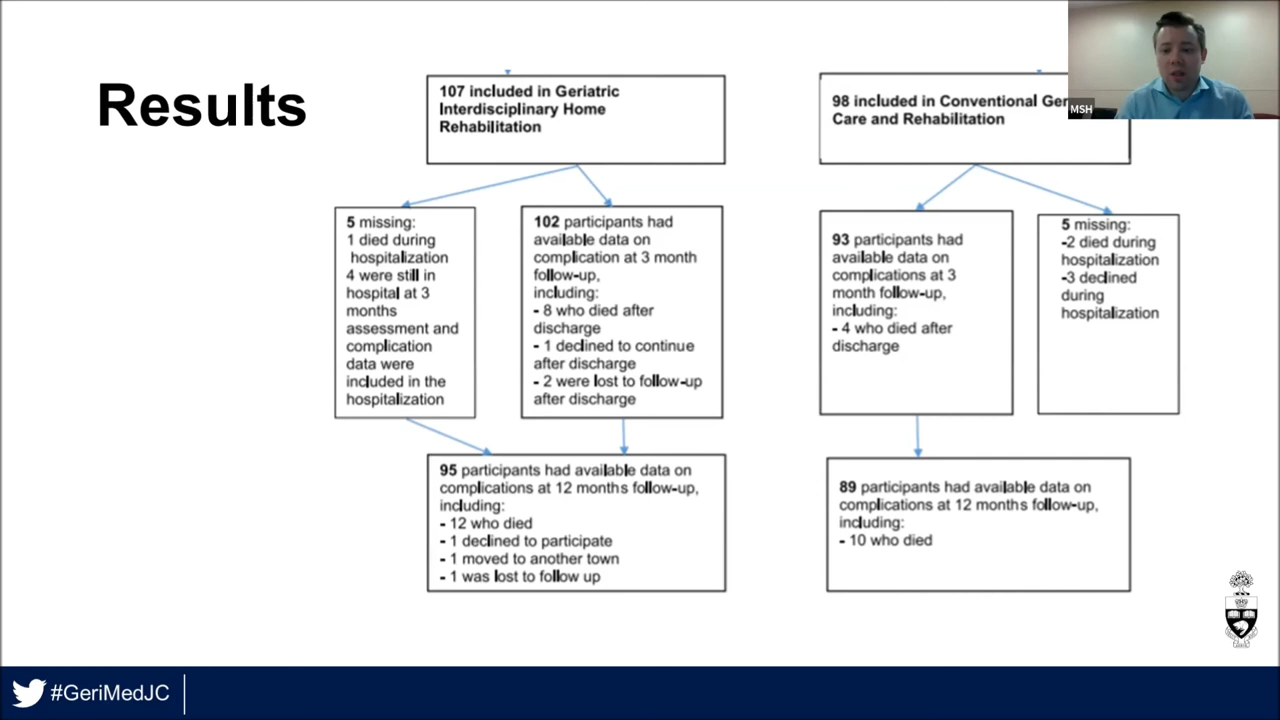 Results
107 included in Geriatric
Interdisciplinary Home
Rehabilitation
98 included in Conventional
Care and Rehabilitation
MSH
5 missing:
1 died during
hospitalization
4 were still in
hospital at 3
months
assessment and
complication
data were
included in the
hospitalization
102 participants had
available data on
complication at 3 month
follow-up,
including:
- 8 who died after
discharge
- 1 declined to continue
after discharge
- 2 were lost to follow-up
after discharge
93 participants had
available data on
complications at 3
month follow-up,
including:
- 4 who died after
discharge
5 missing:
-2 died during
hospitalization
-3 declined
during
hospitalization
95 participants had available data on
complications at 12 months follow-up,
including:
- 12 who died
- 1 declined to participate
- 1 moved to another town
- 1 was lost to follow up
89 participants had available data on
complications at 12 months follow-up,
including:
- 10 who died
#GeriMedJC